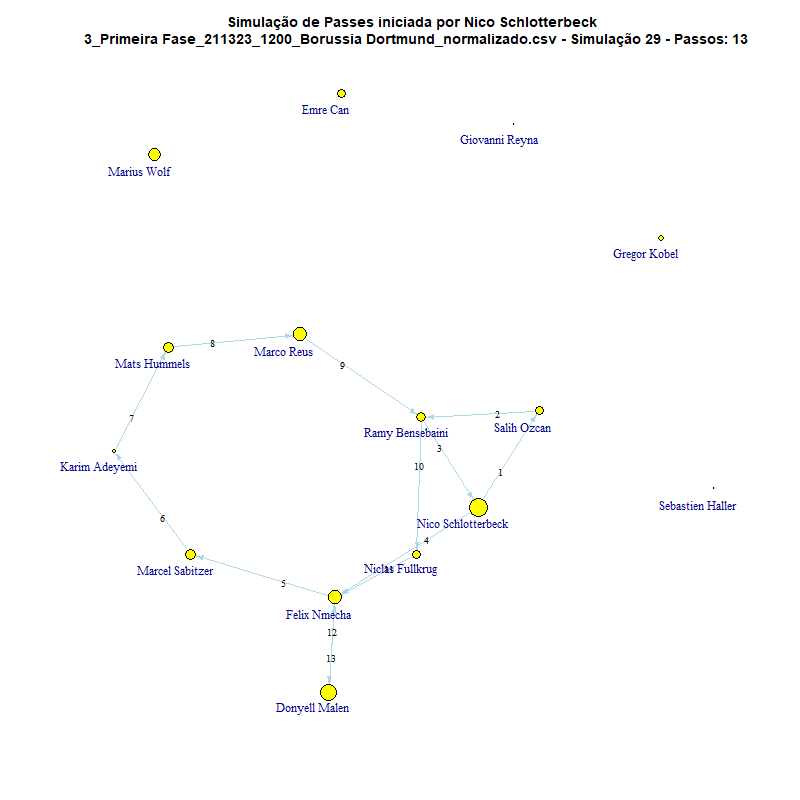 Simulação de Passes iniciada por Nico Schlotterbeck
3_Primeira Fase_211323_1200_Borussia Dortmund_normalizado.csv - Simulação 29 - Passos: 13
Emre Can
Giovanni Reyna
Marius Wolf
Gregor Kobel
8
Marco Reus
Mats Hummels
9
2
7
Salih Ozcan
Ramy Bensebaini
3
Karim Adeyemi
10
1
Sebastien Haller
6
Nico Schlotterbeck
4
Niclas Fullkrug
11
Marcel Sabitzer
5
Felix Nmecha
12
13
Donyell Malen